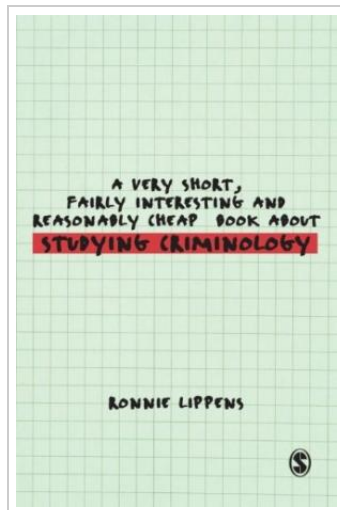 A VERY SHORT,
FAIRLY INTERESTING AND
REASONABLY CHEAP BOOK ABOUT
STUDYING CRIMINOLOGY
RONNIE LIPPENS
S